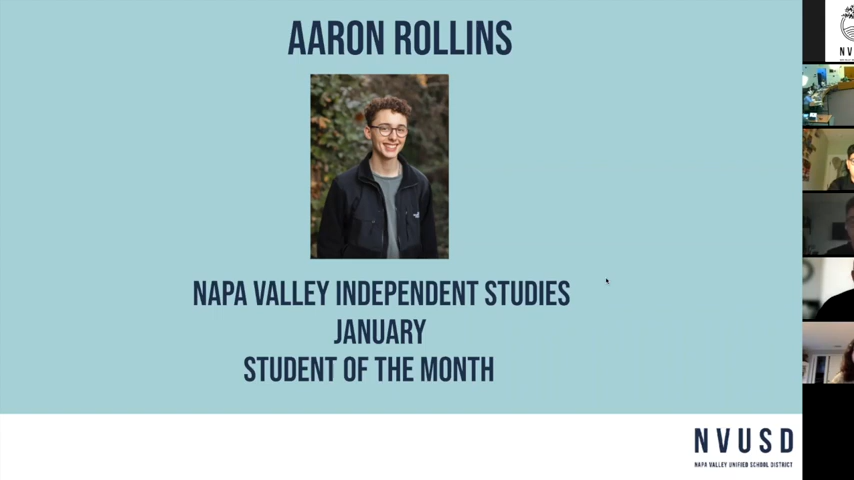 AARON ROLLINS
NAPA VALLEY INDEPENDENT STUDIES
JANUARY
STUDENT OF THE MONTH
NVUSD
NAPA VALLEY UNIFIED SCHOOL DISTRICT
N V